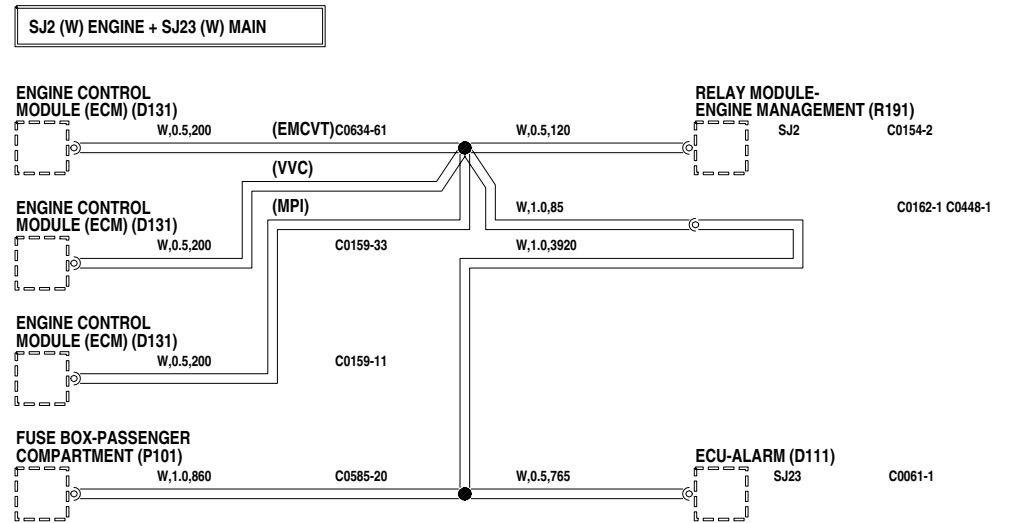 SJ2 (W) ENGINE + SJ23 (W) MAIN
ENGINE CONTROL
MODULE (ECM) (D131)
W,0.5,200 (EMCVT) C0634-61 W,0.5,120
RELAY MODULE-
ENGINE MANAGEMENT (R191)
SJ2 C0154-2
(VVC)
ENGINE CONTROL
MODULE (ECM) (D131)
(MPI) W,1.0,85 C0162-1 C0448-1
W,0.5,200 C0159-33 W,1.0,3920
ENGINE CONTROL
MODULE (ECM) (D131)
W,0.5,200 C0159-11
FUSE BOX-PASSENGER
COMPARTMENT (P101)
W,1.0,860 C0585-20 W,0.5,765
ECU-ALARM (D111)
SJ23 C0061-1